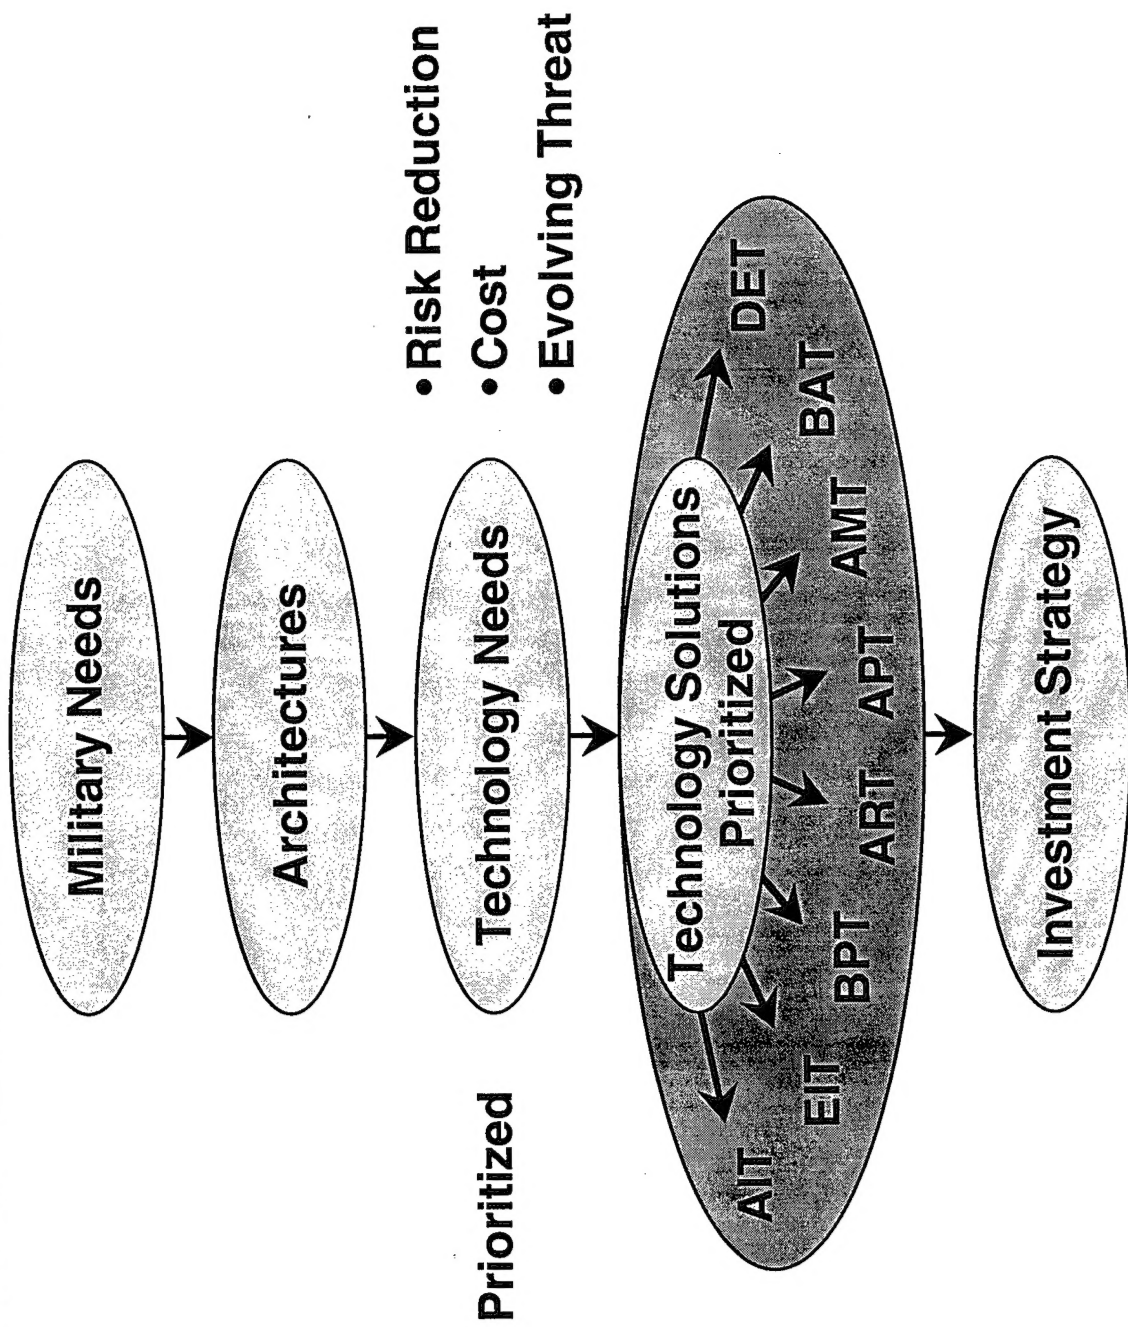 Military Needs
Architectures
Prioritized
Technology Needs
• Risk Reduction
• Cost
• Evolving Threat
Technology Solutions
Prioritized
AIT
EIT
BPT
ART
APT
AMT
BAT
DET
Investment Strategy